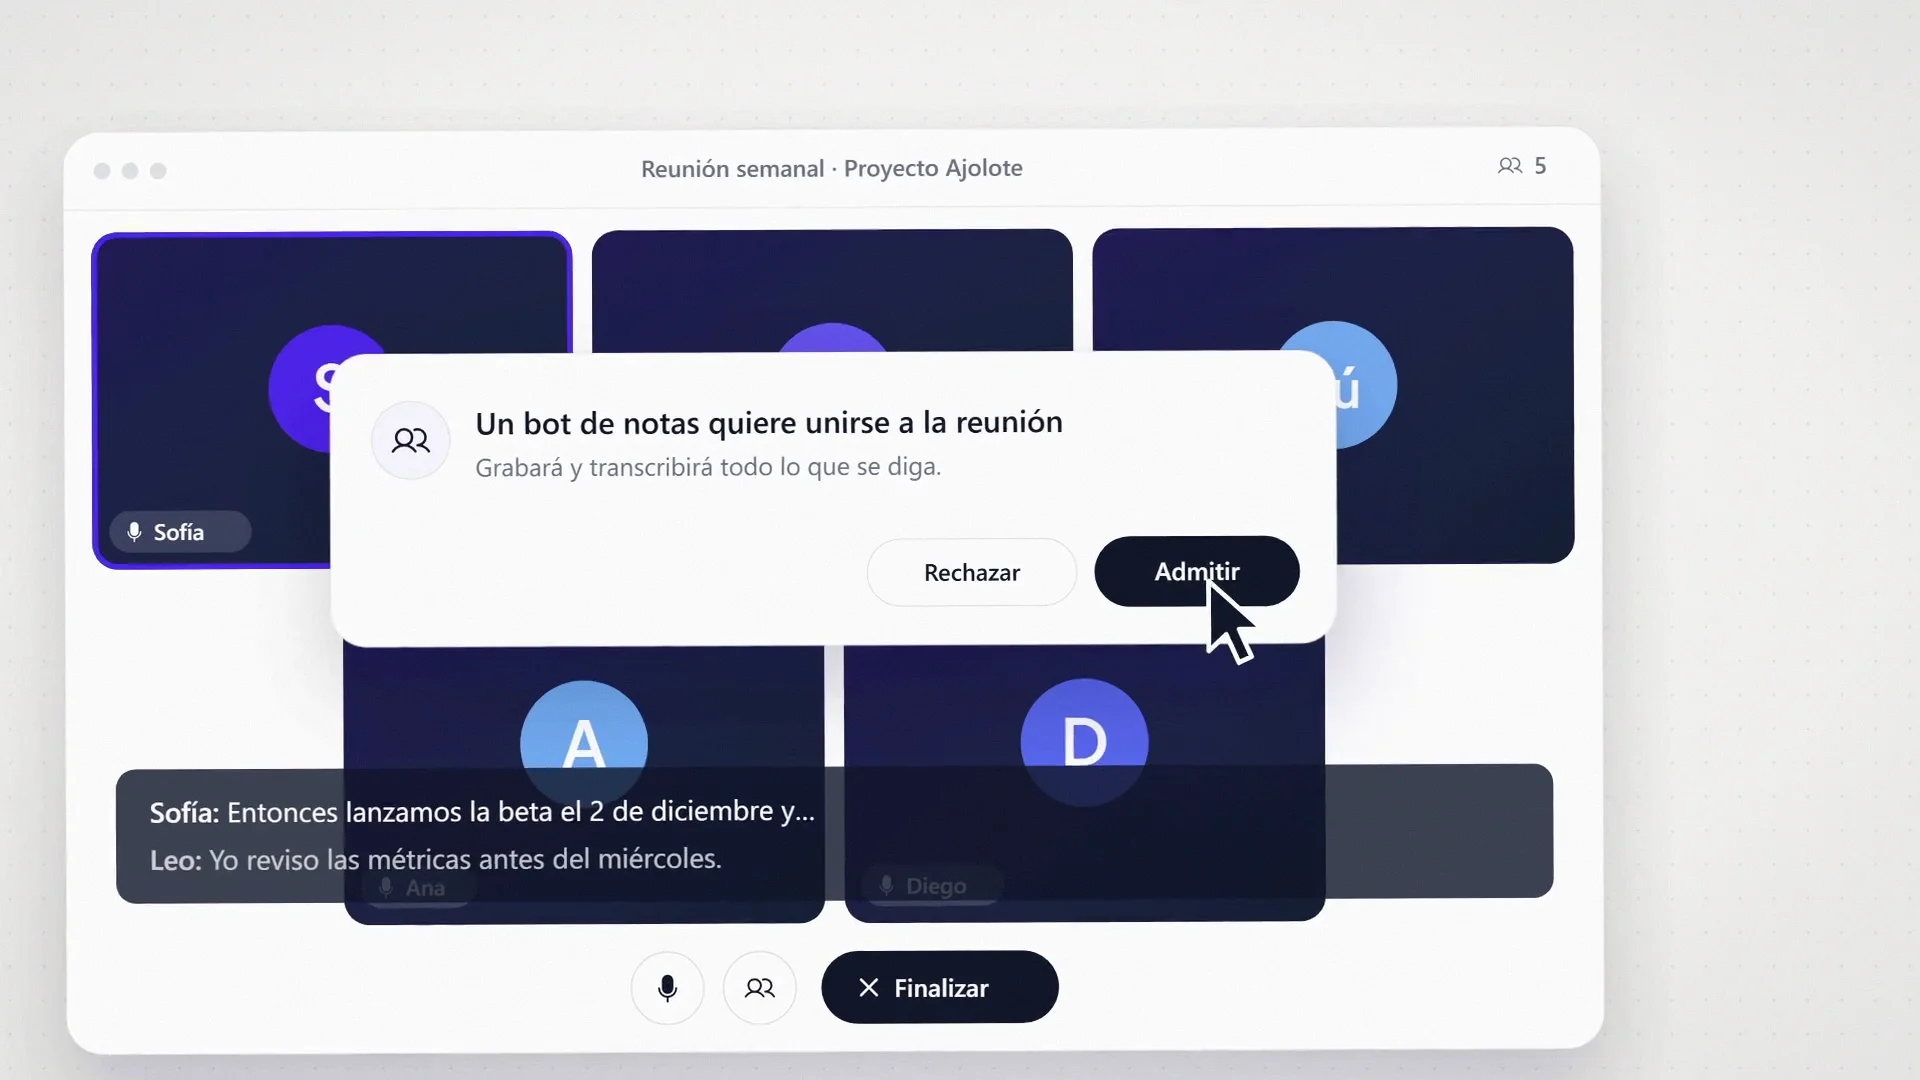 Reunión semanal · Proyecto Ajolote
5
S
ú
Un bot de notas quiere unirse a la reunión
Grabará y transcribirá todo lo que se diga.
Sofía
Rechazar
Admitir
A
D
Sofía: Entonces lanzamos la beta el 2 de diciembre y...
Leo: Yo reviso las métricas antes del miércoles.
Ana
Diego
Finalizar